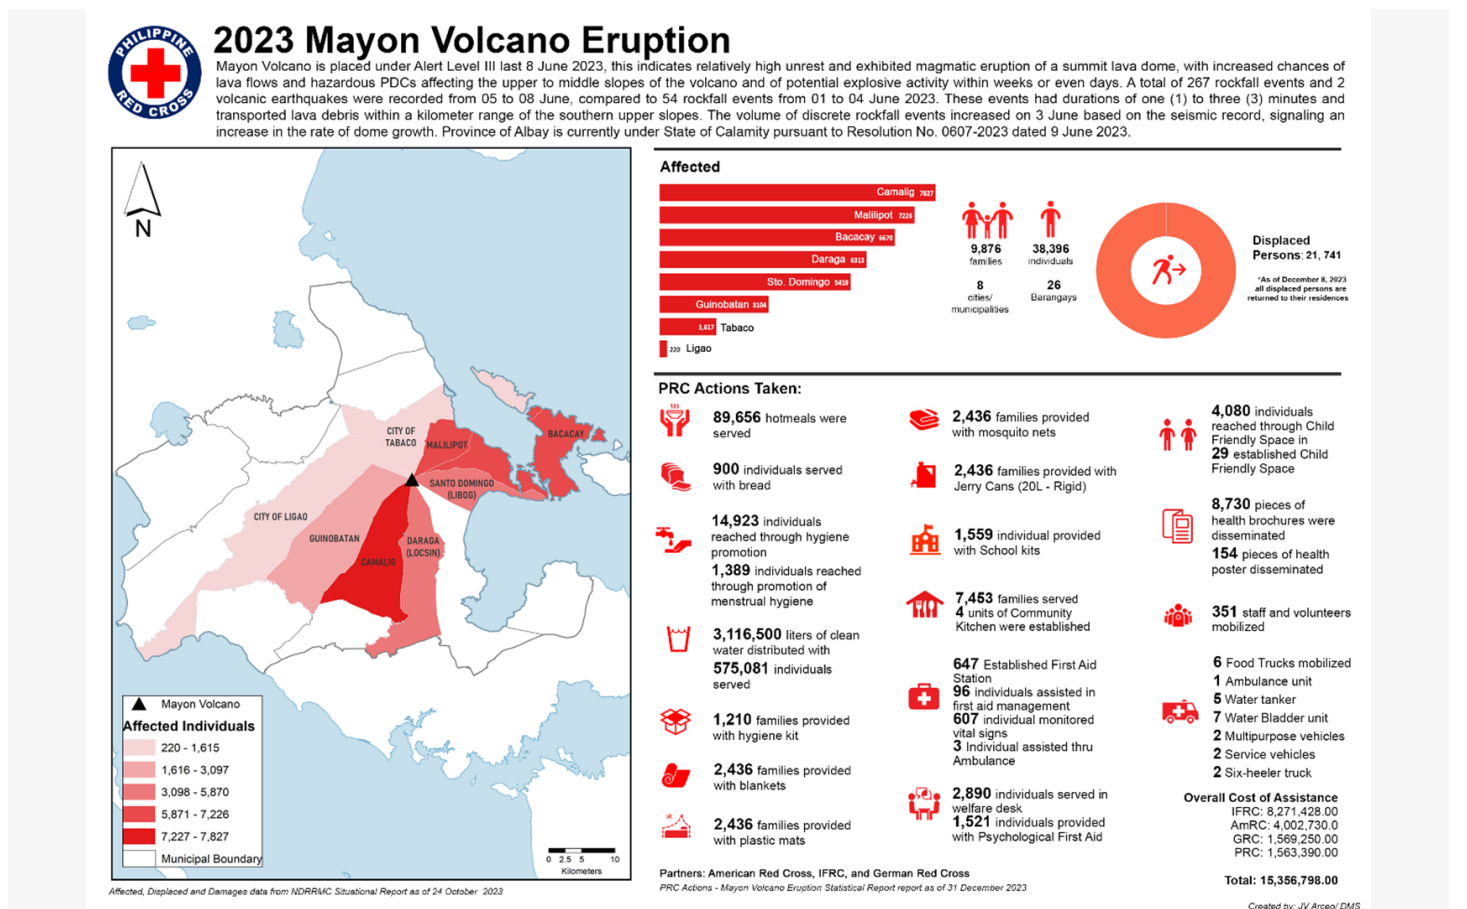 PHILIPPINE
RED CROSS
2023 Mayon Volcano Eruption
Mayon Volcano is placed under Alert Level III last 8 June 2023, this indicates relatively high unrest and exhibited magmatic eruption of a summit lava dome, with increased chances of
lava flows and hazardous PDCs affecting the upper to middle slopes of the volcano and of potential explosive activity within weeks or even days. A total of 267 rockfall events and 2
volcanic earthquakes were recorded from 05 to 08 June, compared to 54 rockfall events from 01 to 04 June 2023. These events had durations of one (1) to three (3) minutes and
transported lava debris within a kilometer range of the southern upper slopes. The volume of discrete rockfall events increased on 3 June based on the seismic record, signaling an
increase in the rate of dome growth. Province of Albay is currently under State of Calamity pursuant to Resolution No. 0607-2023 dated 9 June 2023.
N
CITY OF
TABACO
MALILIPOT
BACACAY
SANTO DOMINGO
(LIBOG)
CITY OF LIGAO
GUINOBATAN
DARAGA
(LOCSIN)
CAMALIG
Mayon Volcano
Affected Individuals
220 - 1,615
1,616 - 3,097
3,098 - 5,870
5,871 - 7,226
7,227 - 7,827
Municipal Boundary
0 2.5 5 10
Kilometers
Affected, Displaced and Damages data from NDRRMC Situational Report as of 24 October 2023
Affected
Camalig 7827
Malilipot 7226
Bacacay 6670
Daraga 6313
Sto. Domingo 5419
Guinobatan 3104
1,617 Tabaco
220 Ligao
9,876
families
38,396
individuals
8
cities/
municipalities
26
Barangays
Displaced
Persons: 21, 741
*As of December 8, 2023
all displaced persons are
returned to their residences
PRC Actions Taken:
89,656 hotmeals were
served
900 individuals served
with bread
14,923 individuals
reached through hygiene
promotion
1,389 individuals reached
through promotion of
menstrual hygiene
3,116,500 liters of clean
water distributed with
575,081 individuals
served
1,210 families provided
with hygiene kit
2,436 families provided
with blankets
2,436 families provided
with plastic mats
2,436 families provided
with mosquito nets
2,436 families provided with
Jerry Cans (20L - Rigid)
1,559 individual provided
with School kits
7,453 families served
4 units of Community
Kitchen were established
647 Established First Aid
Station
96 individuals assisted in
first aid management
607 individual monitored
vital signs
3 Individual assisted thru
Ambulance
2,890 individuals served in
welfare desk
1,521 individuals provided
with Psychological First Aid
4,080 individuals
reached through Child
Friendly Space in
29 established Child
Friendly Space
8,730 pieces of
health brochures were
disseminated
154 pieces of health
poster disseminated
351 staff and volunteers
mobilized
6 Food Trucks mobilized
1 Ambulance unit
5 Water tanker
7 Water Bladder unit
2 Multipurpose vehicles
2 Service vehicles
2 Six-heeler truck
Overall Cost of Assistance
IFRC: 8,271,428.00
AmRC: 4,002,730.0
GRC: 1,569,250.00
PRC: 1,563,390.00
Total: 15,356,798.00
Partners: American Red Cross, IFRC, and German Red Cross
PRC Actions - Mayon Volcano Eruption Statistical Report report as of 31 December 2023
Created by: JV Arceo/ DMS